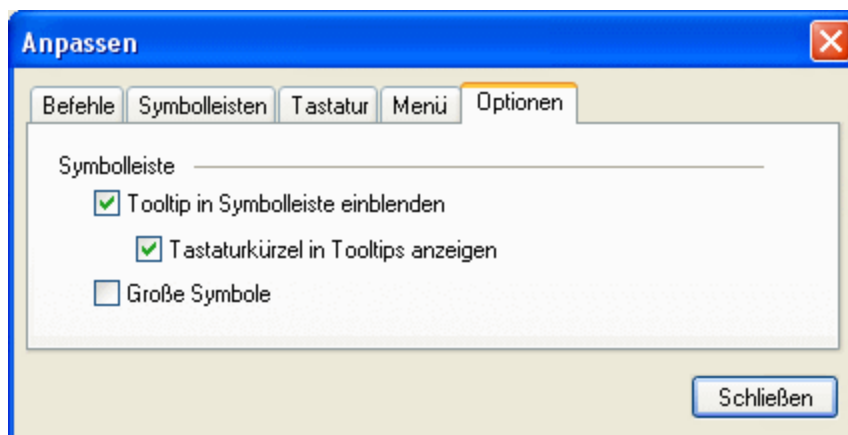 Anpassen
Befehle Symbolleisten Tastatur Menü Optionen
Symbolleiste
Tooltip in Symbolleiste einblenden
Tastaturkürzel in Tooltips anzeigen
Große Symbole
Schließen